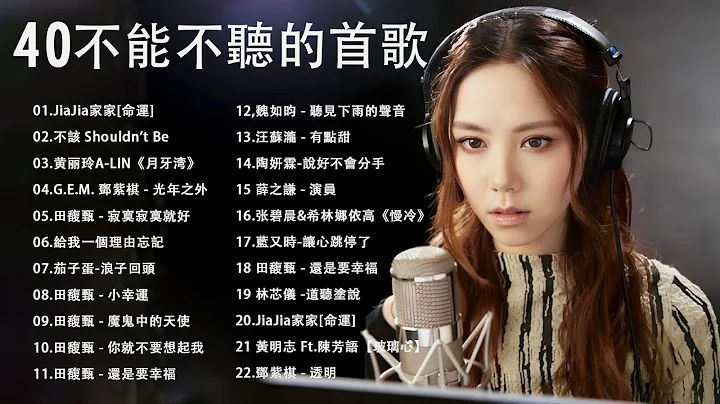 40不能不聽的首歌
01.JiaJia家家[命運]
02.不該 Shouldn't Be
03.黄丽玲A-LIN《月牙湾》
04.G.E.M. 鄧紫棋 - 光年之外
05.田馥甄 - 寂寞寂寞就好
06.給我一個理由忘記
07.茄子蛋-浪子回頭
08.田馥甄 - 小幸運
09.田馥甄 - 魔鬼中的天使
10.田馥甄 - 你就不要想起我
11.田馥甄 - 還是要幸福
12,魏如昀 - 聽見下雨的聲音
13.汪蘇瀧 - 有點甜
14.陶妍霖-說好不會分手
15 薛之謙 - 演員
16.张碧晨&希林娜依高《慢冷》
17.藍又時-讓心跳停了
18 田馥甄 - 還是要幸福
19 林芯儀 -道聽塗說
20.JiaJia家家[命運]
21 黃明志 Ft.陳芳語【玻璃心】
22.鄧紫棋 - 透明